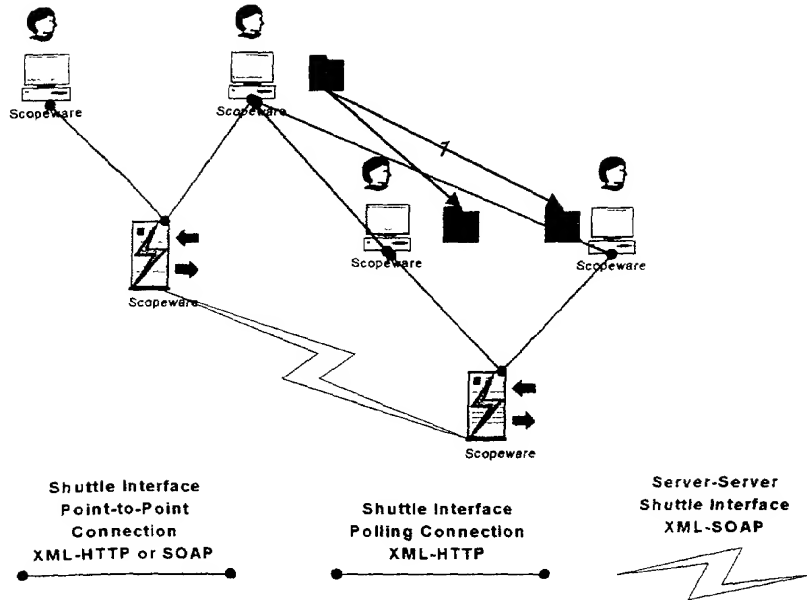 Scopeware
Scopeware
1
Scopeware
Scopeware
Scopeware
Scopeware
Shuttle Interface
Point-to-Point
Connection
XML-HTTP or SOAP
Shuttle Interface
Polling Connection
XML-HTTP
Server-Server
Shuttle Interface
XML-SOAP